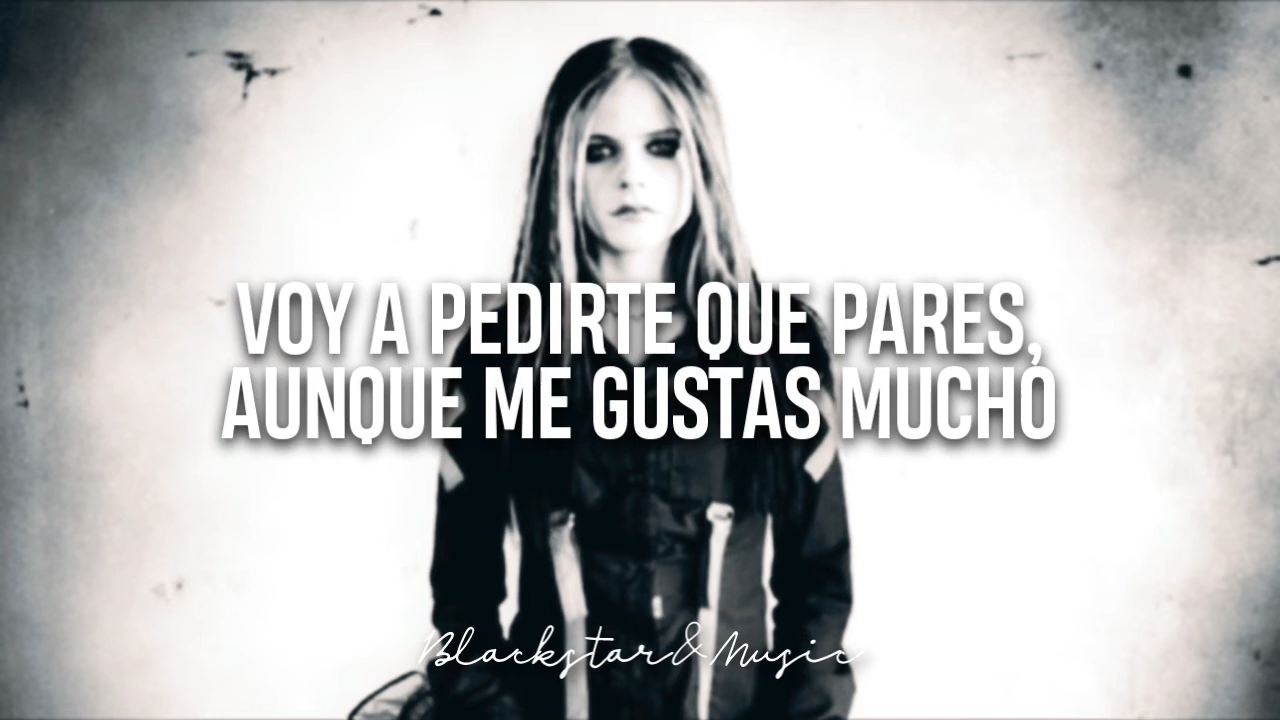 VOY A PEDIRTE QUE PARES,
AUNQUE ME GUSTAS MUCHO
Blackstar&Music